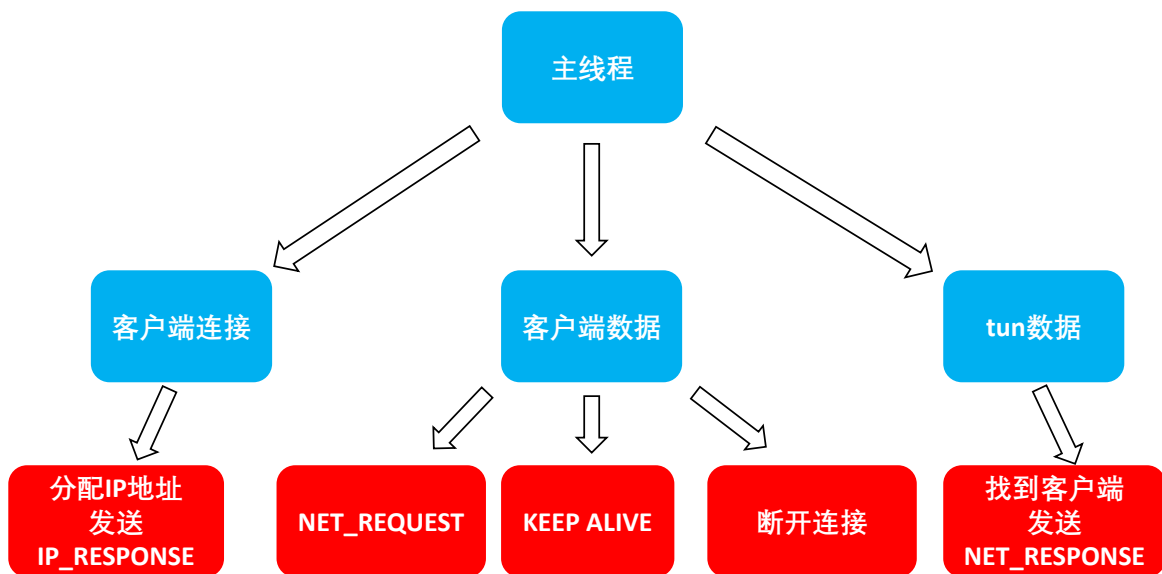 主线程
客户端连接
客户端数据
tun数据
分配IP地址
发送
IP_RESPONSE
NET_REQUEST
KEEP ALIVE
断开连接
找到客户端
发送
NET_RESPONSE